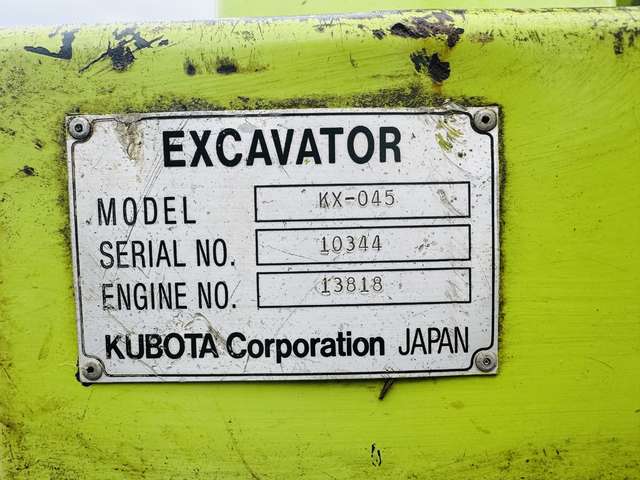 EXCAVATOR
MODEL KX-045
SERIAL NO. 10344
ENGINE NO. 13818
KUBOTA Corporation JAPAN